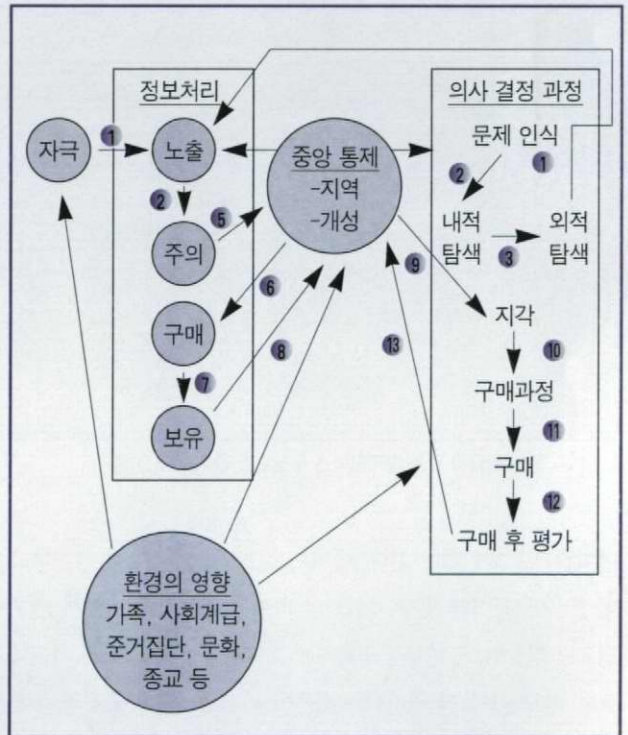 정보처리
의사 결정 과정
자극
1
노출
중앙 통제
-지역
-개성
문제 인식
2
1
2
5
주의
내적
탐색
3
외적
탐색
9
6
구매
지각
8
13
10
7
구매과정
보유
11
구매
12
구매 후 평가
환경의 영향
가족, 사회계급,
준거집단, 문화,
종교 등